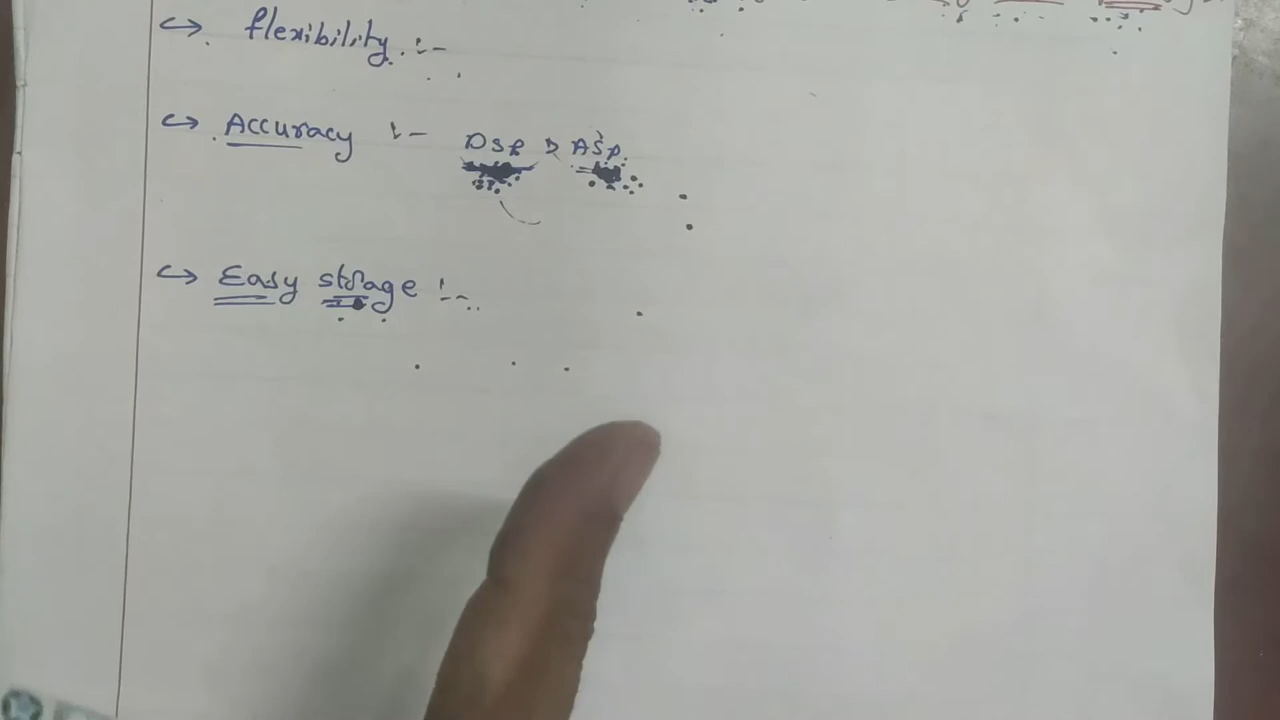 ↪ flexibility :-
↪ Accuracy :- DSP > ASP.
↪ Easy storage :-